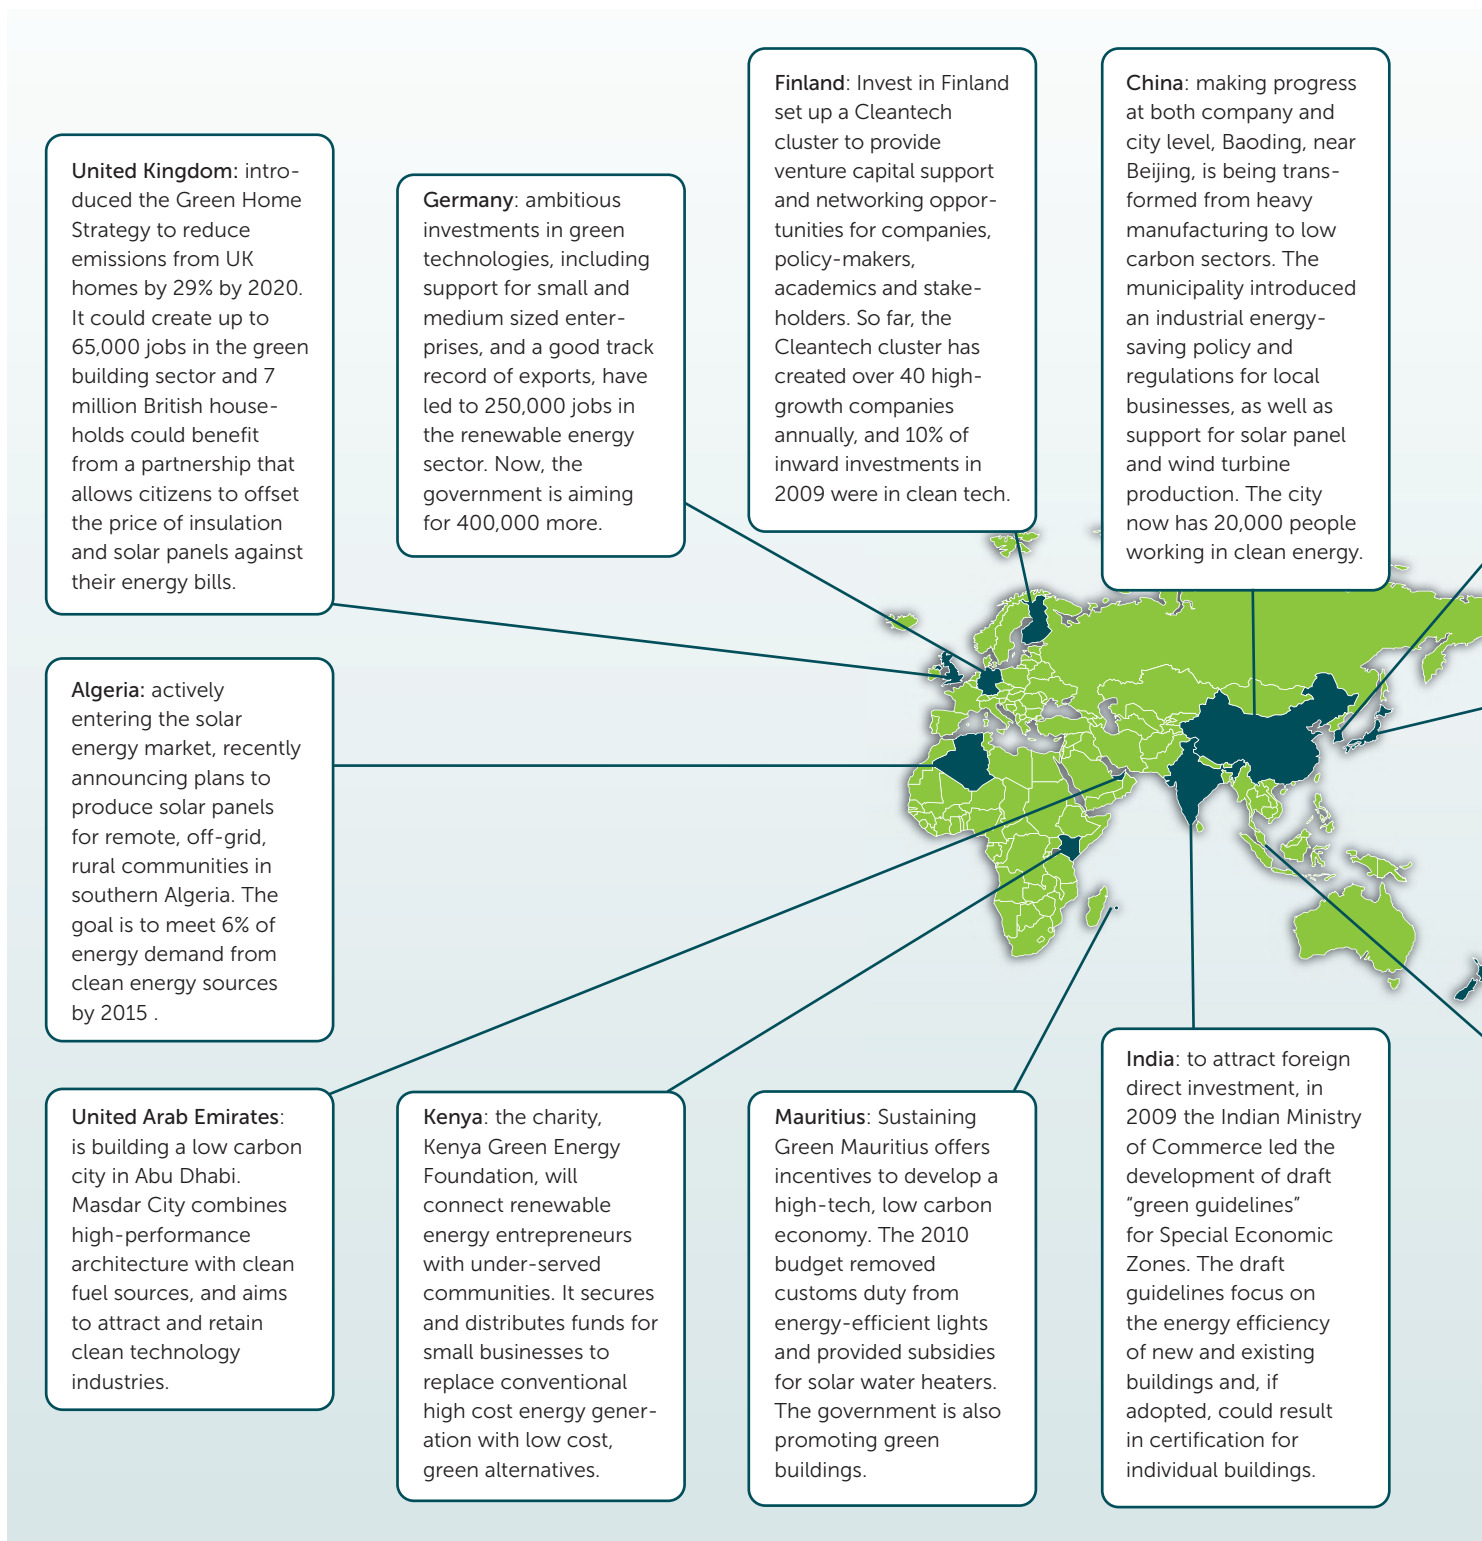 United Kingdom: intro-
duced the Green Home
Strategy to reduce
emissions from UK
homes by 29% by 2020.
It could create up to
65,000 jobs in the green
building sector and 7
million British house-
holds could benefit
from a partnership that
allows citizens to offset
the price of insulation
and solar panels against
their energy bills.
Germany: ambitious
investments in green
technologies, including
support for small and
medium sized enter-
prises, and a good track
record of exports, have
led to 250,000 jobs in
the renewable energy
sector. Now, the
government is aiming
for 400,000 more.
Finland: Invest in Finland
set up a Cleantech
cluster to provide
venture capital support
and networking oppor-
tunities for companies,
policy-makers,
academics and stake-
holders. So far, the
Cleantech cluster has
created over 40 high-
growth companies
annually, and 10% of
inward investments in
2009 were in clean tech.
China: making progress
at both company and
city level, Baoding, near
Beijing, is being trans-
formed from heavy
manufacturing to low
carbon sectors. The
municipality introduced
an industrial energy-
saving policy and
regulations for local
businesses, as well as
support for solar panel
and wind turbine
production. The city
now has 20,000 people
working in clean energy.
Algeria: actively
entering the solar
energy market, recently
announcing plans to
produce solar panels
for remote, off-grid,
rural communities in
southern Algeria. The
goal is to meet 6% of
energy demand from
clean energy sources
by 2015 .
United Arab Emirates:
is building a low carbon
city in Abu Dhabi.
Masdar City combines
high-performance
architecture with clean
fuel sources, and aims
to attract and retain
clean technology
industries.
Kenya: the charity,
Kenya Green Energy
Foundation, will
connect renewable
energy entrepreneurs
with under-served
communities. It secures
and distributes funds for
small businesses to
replace conventional
high cost energy gener-
ation with low cost,
green alternatives.
Mauritius: Sustaining
Green Mauritius offers
incentives to develop a
high-tech, low carbon
economy. The 2010
budget removed
customs duty from
energy-efficient lights
and provided subsidies
for solar water heaters.
The government is also
promoting green
buildings.
India: to attract foreign
direct investment, in
2009 the Indian Ministry
of Commerce led the
development of draft
“green guidelines”
for Special Economic
Zones. The draft
guidelines focus on
the energy efficiency
of new and existing
buildings and, if
adopted, could result
in certification for
individual buildings.